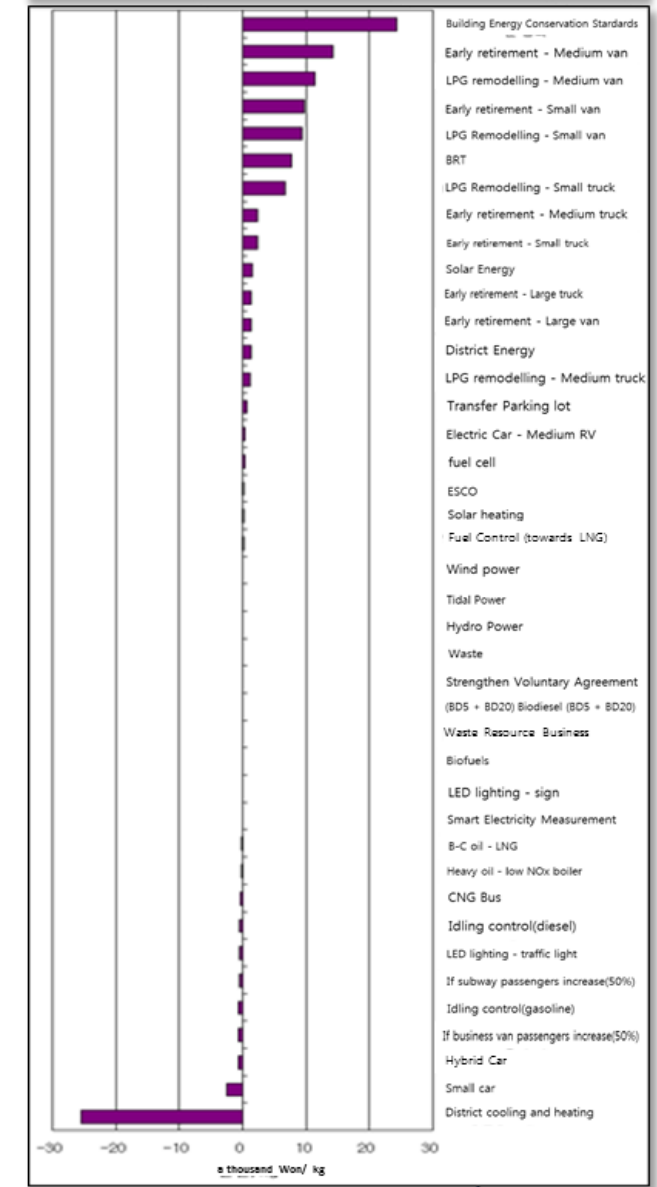 Building Energy Conservation Stardards
Early retirement - Medium van
LPG remodelling - Medium van
Early retirement - Small van
LPG Remodelling - Small van
BRT
LPG Remodelling - Small truck
Early retirement - Medium truck
Early retirement - Small truck
Solar Energy
Early retirement - Large truck
Early retirement - Large van
District Energy
LPG remodelling - Medium truck
Transfer Parking lot
Electric Car - Medium RV
fuel cell
ESCO
Solar heating
Fuel Control (towards LNG)
Wind power
Tidal Power
Hydro Power
Waste
Strengthen Voluntary Agreement
(BD5 + BD20) Biodiesel (BD5 + BD20)
Waste Resource Business
Biofuels
LED lighting - sign
Smart Electricity Measurement
B-C oil - LNG
Heavy oil - low NOx boiler
CNG Bus
Idling control(diesel)
LED lighting - traffic light
If subway passengers increase(50%)
Idling control(gasoline)
If business van passengers increase(50%)
Hybrid Car
Small car
District cooling and heating
-30 -20 -10 0 10 20 30
a thousand Won/ kg